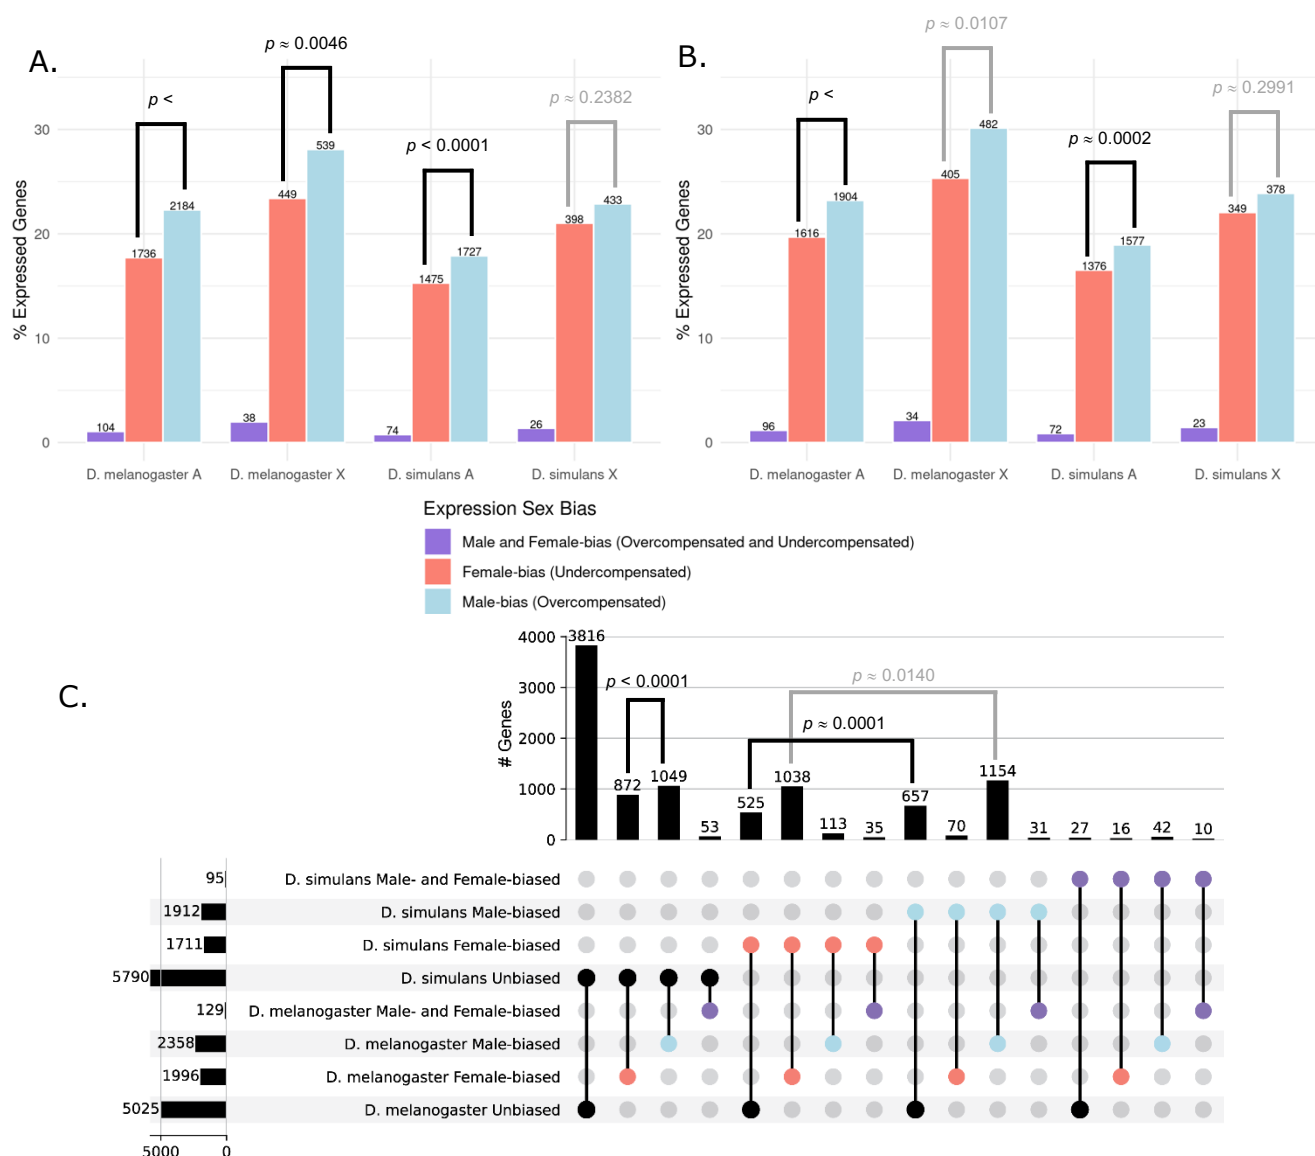 A.
p ≈ 0.0046
p <
p < 0.0001
p ≈ 0.2382
% Expressed Genes
30
20
10
0
104
1736
2184
38
449
539
74
1475
1727
26
398
433
D. melanogaster A
D. melanogaster X
D. simulans A
D. simulans X
B.
p ≈ 0.0107
p <
p ≈ 0.0002
p ≈ 0.2991
% Expressed Genes
30
20
10
0
96
1616
1904
34
405
482
72
1376
1577
23
349
378
D. melanogaster A
D. melanogaster X
D. simulans A
D. simulans X
Expression Sex Bias
Male and Female-bias (Overcompensated and Undercompensated)
Female-bias (Undercompensated)
Male-bias (Overcompensated)
C.
# Genes
4000
3000
2000
1000
0
p < 0.0001
p ≈ 0.0140
p ≈ 0.0001
3816
872
1049
53
525
1038
113
35
657
70
1154
31
27
16
42
10
95
D. simulans Male- and Female-biased
1912
D. simulans Male-biased
1711
D. simulans Female-biased
5790
D. simulans Unbiased
129
D. melanogaster Male- and Female-biased
2358
D. melanogaster Male-biased
1996
D. melanogaster Female-biased
5025
D. melanogaster Unbiased
5000
0